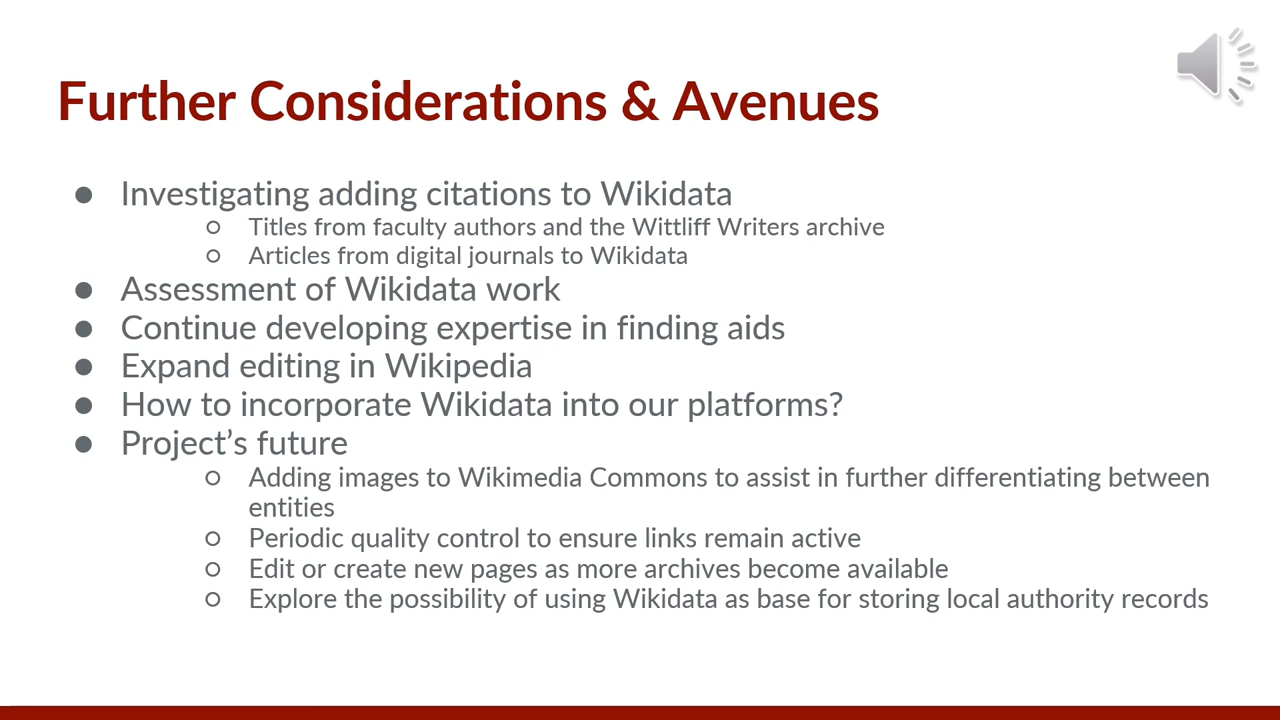 Further Considerations & Avenues
● Investigating adding citations to Wikidata
○ Titles from faculty authors and the Wittliff Writers archive
○ Articles from digital journals to Wikidata
● Assessment of Wikidata work
● Continue developing expertise in finding aids
● Expand editing in Wikipedia
● How to incorporate Wikidata into our platforms?
● Project’s future
○ Adding images to Wikimedia Commons to assist in further differentiating between
entities
○ Periodic quality control to ensure links remain active
○ Edit or create new pages as more archives become available
○ Explore the possibility of using Wikidata as base for storing local authority records